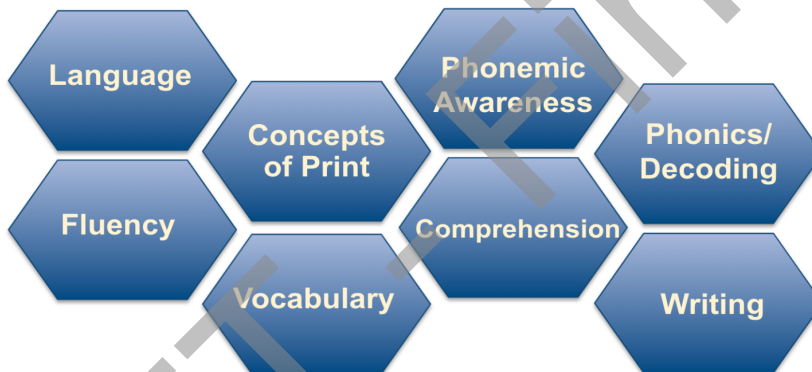 Language
Concepts
of Print
Phonemic
Awareness
Phonics/
Decoding
Fluency
Vocabulary
Comprehension
Writing